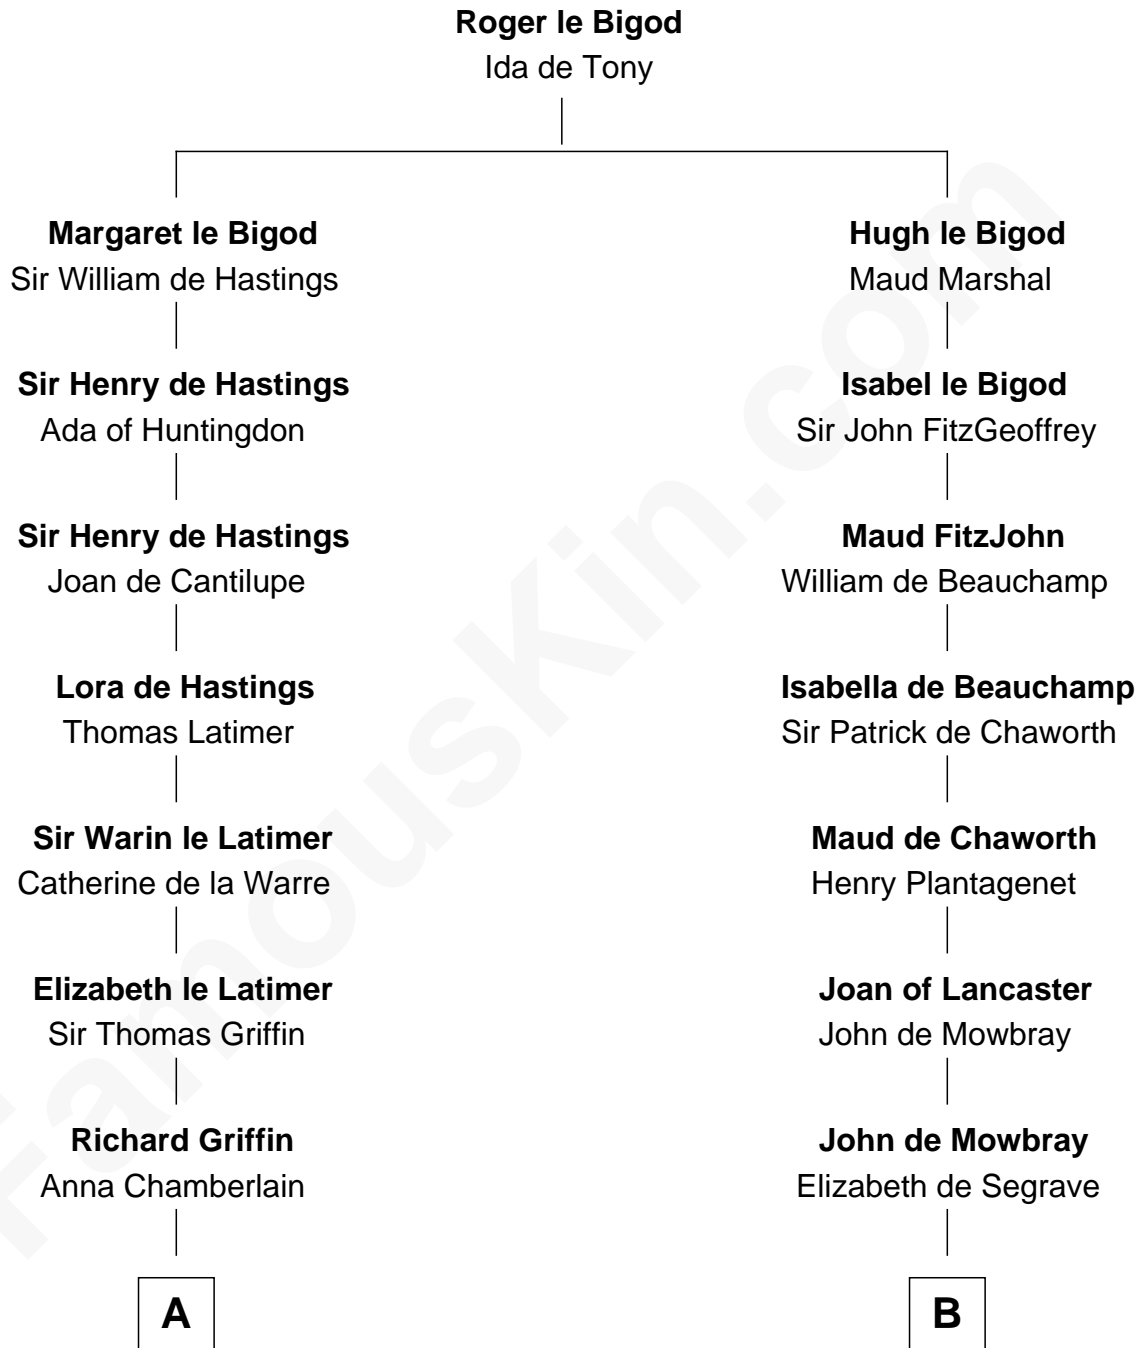 Roger le Bigod
Ida de Tony
Margaret le Bigod
Sir William de Hastings
Hugh le Bigod
Maud Marshal
Sir Henry de Hastings
Ada of Huntingdon
Isabel le Bigod
Sir John FitzGeoffrey
Sir Henry de Hastings
Joan de Cantilupe
Maud FitzJohn
William de Beauchamp
Lora de Hastings
Thomas Latimer
Isabella de Beauchamp
Sir Patrick de Chaworth
Sir Warin le Latimer
Catherine de la Warre
Maud de Chaworth
Henry Plantagenet
Elizabeth le Latimer
Sir Thomas Griffin
Joan of Lancaster
John de Mowbray
Richard Griffin
Anna Chamberlain
John de Mowbray
Elizabeth de Segrave
A
B
FamousKin.com